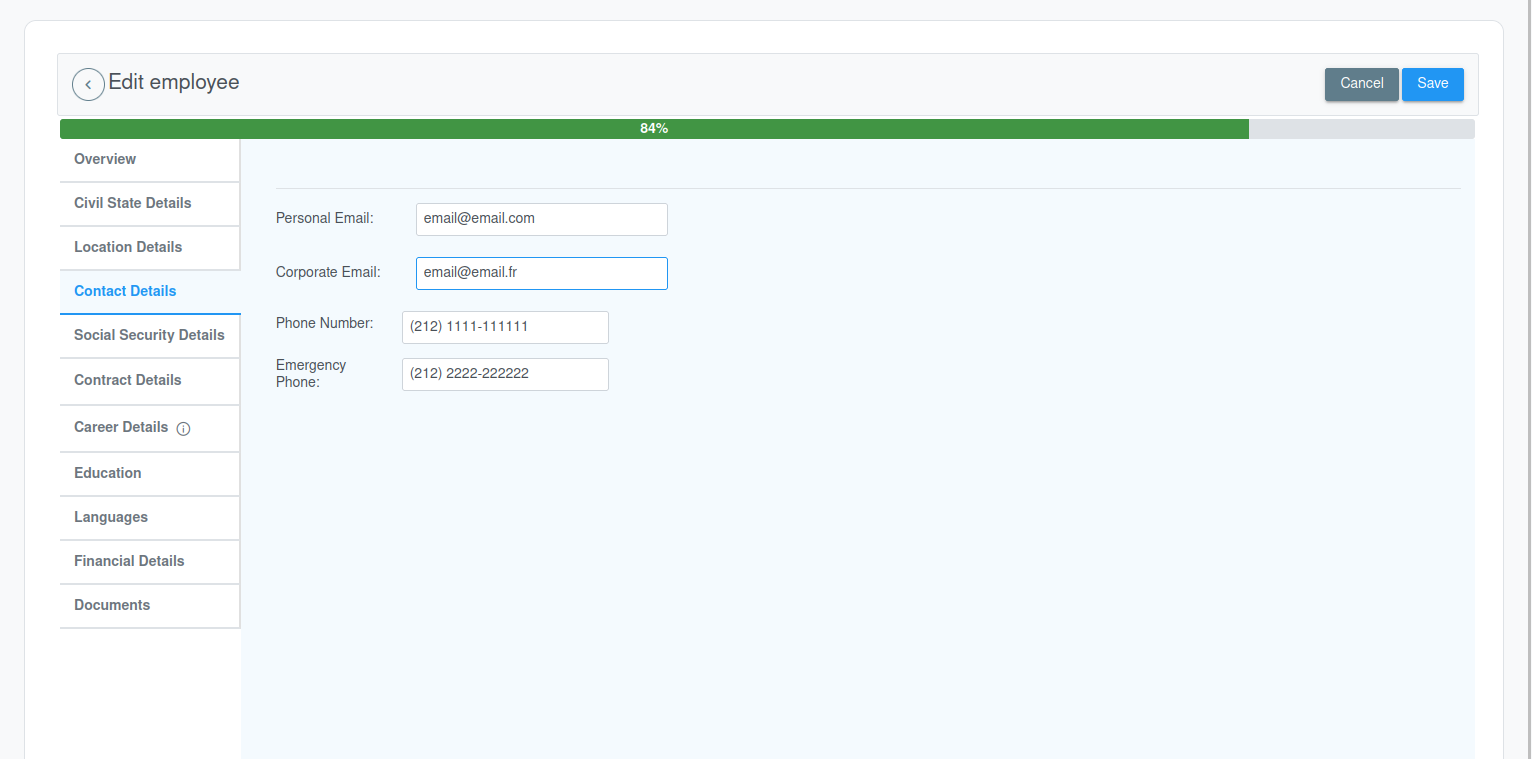 Edit employee
Cancel
Save
84%
Overview
Civil State Details
Location Details
Contact Details
Social Security Details
Contract Details
Career Details
Education
Languages
Financial Details
Documents
Personal Email:
email@email.com
Corporate Email:
email@email.fr
Phone Number:
(212) 1111-111111
Emergency
Phone:
(212) 2222-222222